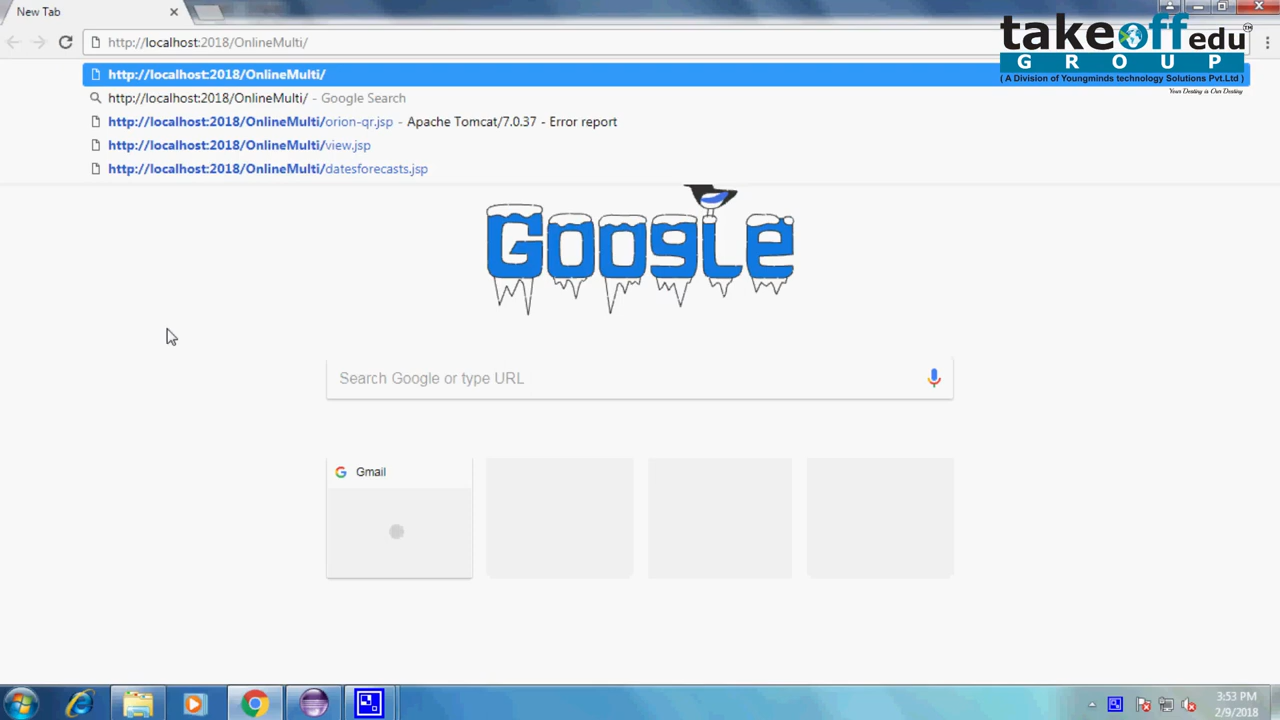 New Tab
http://localhost:2018/OnlineMulti/
http://localhost:2018/OnlineMulti/
http://localhost:2018/OnlineMulti/ - Google Search
http://localhost:2018/OnlineMulti/orion-qr.jsp - Apache Tomcat/7.0.37 - Error report
http://localhost:2018/OnlineMulti/view.jsp
http://localhost:2018/OnlineMulti/datesforecasts.jsp
takeoff edu TM
GROUP
( A Division of Youngminds technology Solutions Pvt.Ltd )
Your Destiny is Our Destiny
Google
Search Google or type URL
G Gmail
3:53 PM
2/9/2018